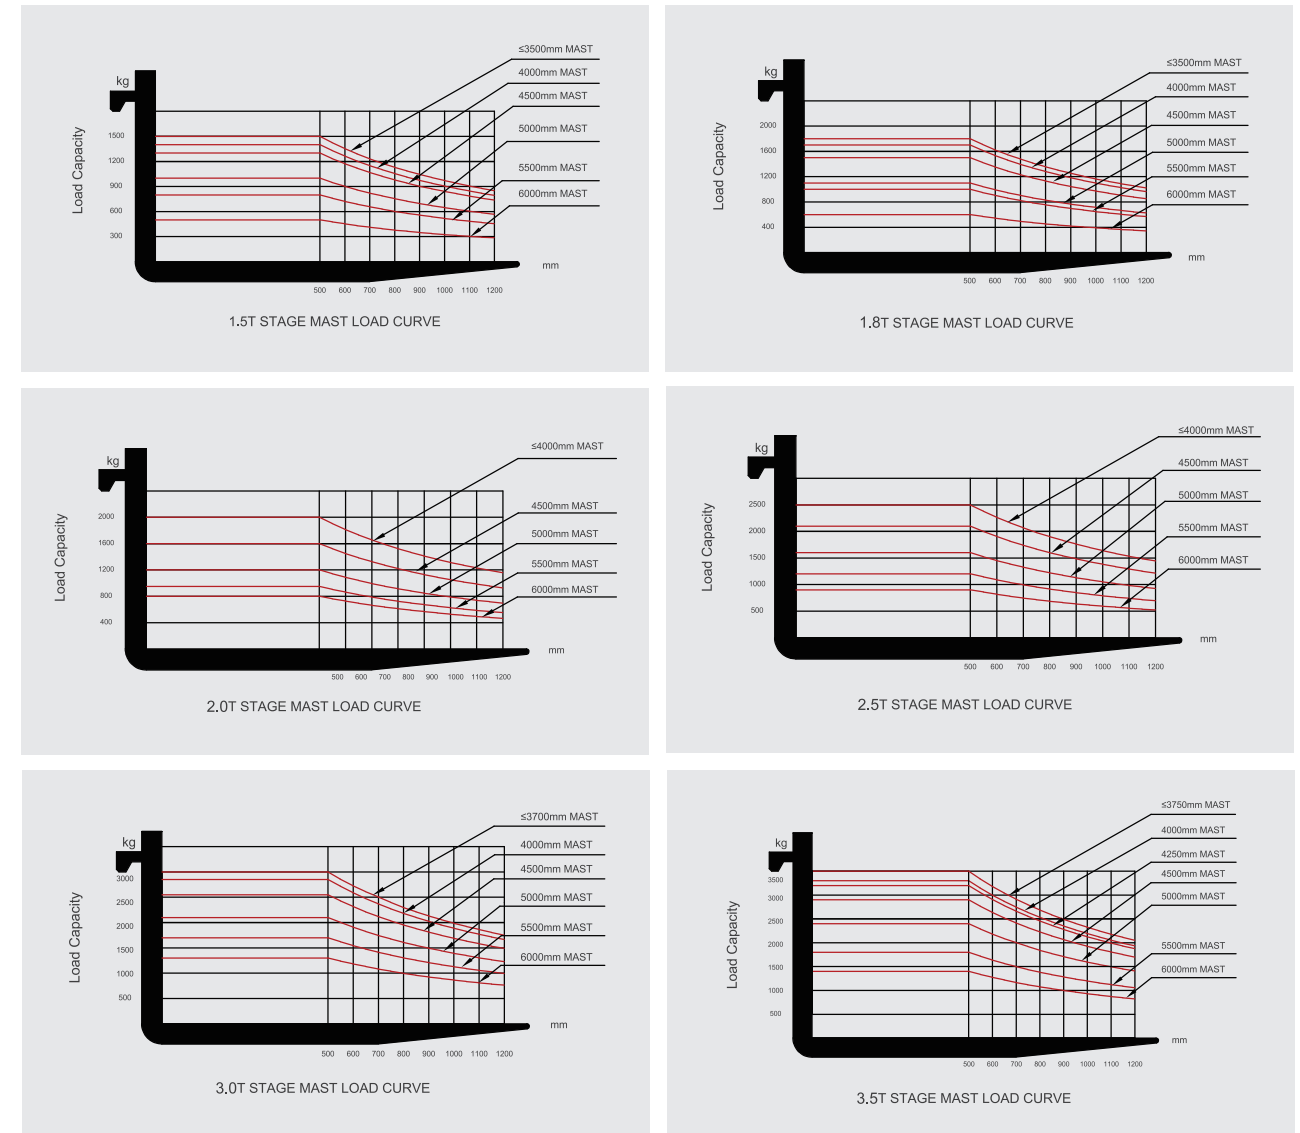 ≤3500mm MAST
4000mm MAST
4500mm MAST
5000mm MAST
5500mm MAST
6000mm MAST
kg
Load Capacity
1500
1200
900
600
300
mm
500 600 700 800 900 1000 1100 1200
1.5T STAGE MAST LOAD CURVE
≤3500mm MAST
4000mm MAST
4500mm MAST
5000mm MAST
5500mm MAST
6000mm MAST
kg
Load Capacity
2000
1600
1200
800
400
mm
500 600 700 800 900 1000 1100 1200
1.8T STAGE MAST LOAD CURVE
≤4000mm MAST
4500mm MAST
5000mm MAST
5500mm MAST
6000mm MAST
kg
Load Capacity
2000
1600
1200
800
400
mm
500 600 700 800 900 1000 1100 1200
2.0T STAGE MAST LOAD CURVE
≤4000mm MAST
4500mm MAST
5000mm MAST
5500mm MAST
6000mm MAST
kg
Load Capacity
2500
2000
1500
1000
500
mm
500 600 700 800 900 1000 1100 1200
2.5T STAGE MAST LOAD CURVE
≤3700mm MAST
4000mm MAST
4500mm MAST
5000mm MAST
5500mm MAST
6000mm MAST
kg
Load Capacity
3000
2500
2000
1500
1000
500
mm
500 600 700 800 900 1000 1100 1200
3.0T STAGE MAST LOAD CURVE
≤3750mm MAST
4000mm MAST
4250mm MAST
4500mm MAST
5000mm MAST
5500mm MAST
6000mm MAST
kg
Load Capacity
3500
3000
2500
2000
1500
1000
500
mm
500 600 700 800 900 1000 1100 1200
3.5T STAGE MAST LOAD CURVE